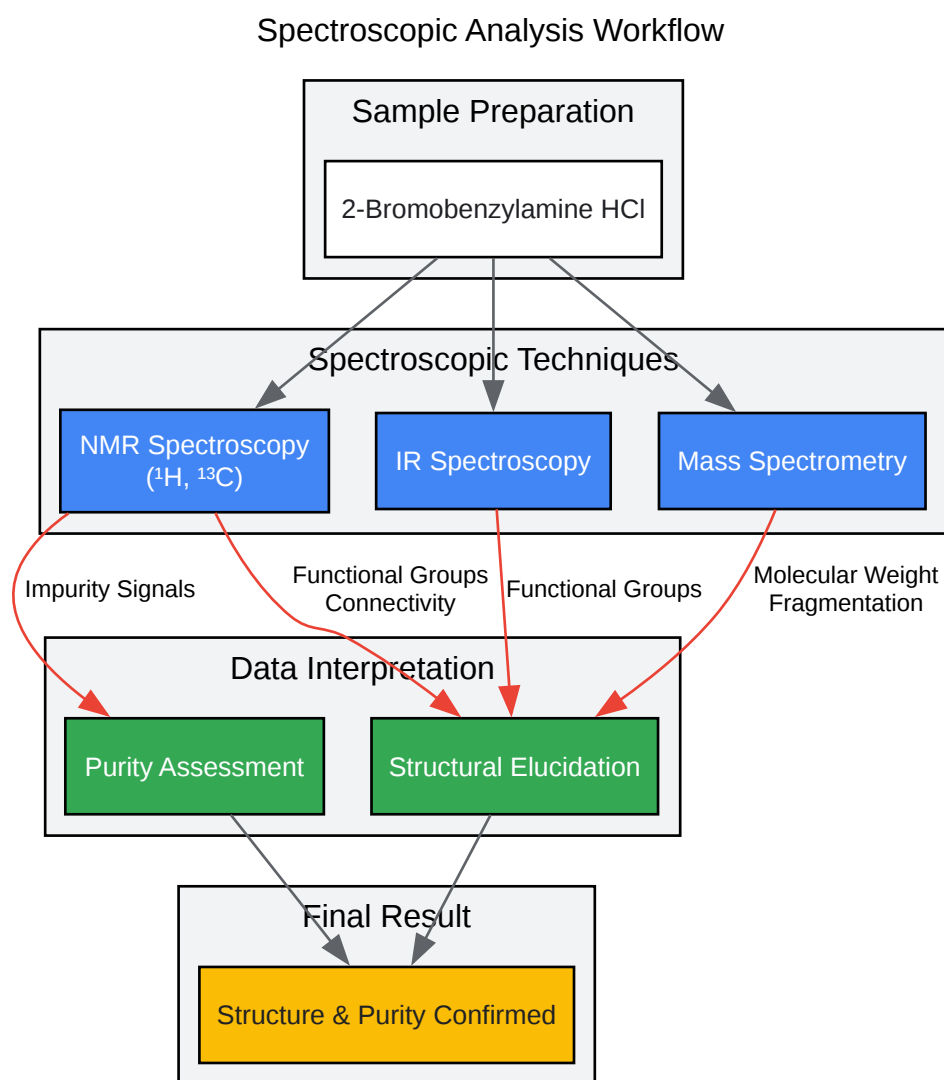 Spectroscopic Analysis Workflow
Sample Preparation
2-Bromobenzylamine HCl
Spectroscopic Techniques
NMR Spectroscopy
(¹H, ¹³C)
IR Spectroscopy
Mass Spectrometry
Impurity Signals
Functional Groups
Connectivity
Functional Groups
Molecular Weight
Fragmentation
Data Interpretation
Purity Assessment
Structural Elucidation
Final Result
Structure & Purity Confirmed